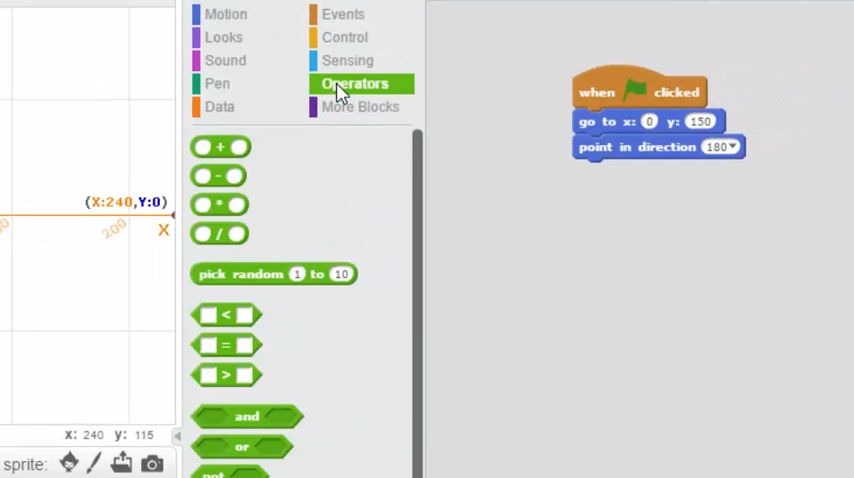 Motion
Looks
Sound
Pen
Data
Events
Control
Sensing
Operators
More Blocks
+
-
*
/
pick random 1 to 10
<
=
>
and
or
not
when clicked
go to x: 0 y: 150
point in direction 180
(X:240,Y:0)
200
X
x: 240 y: 115
sprite: